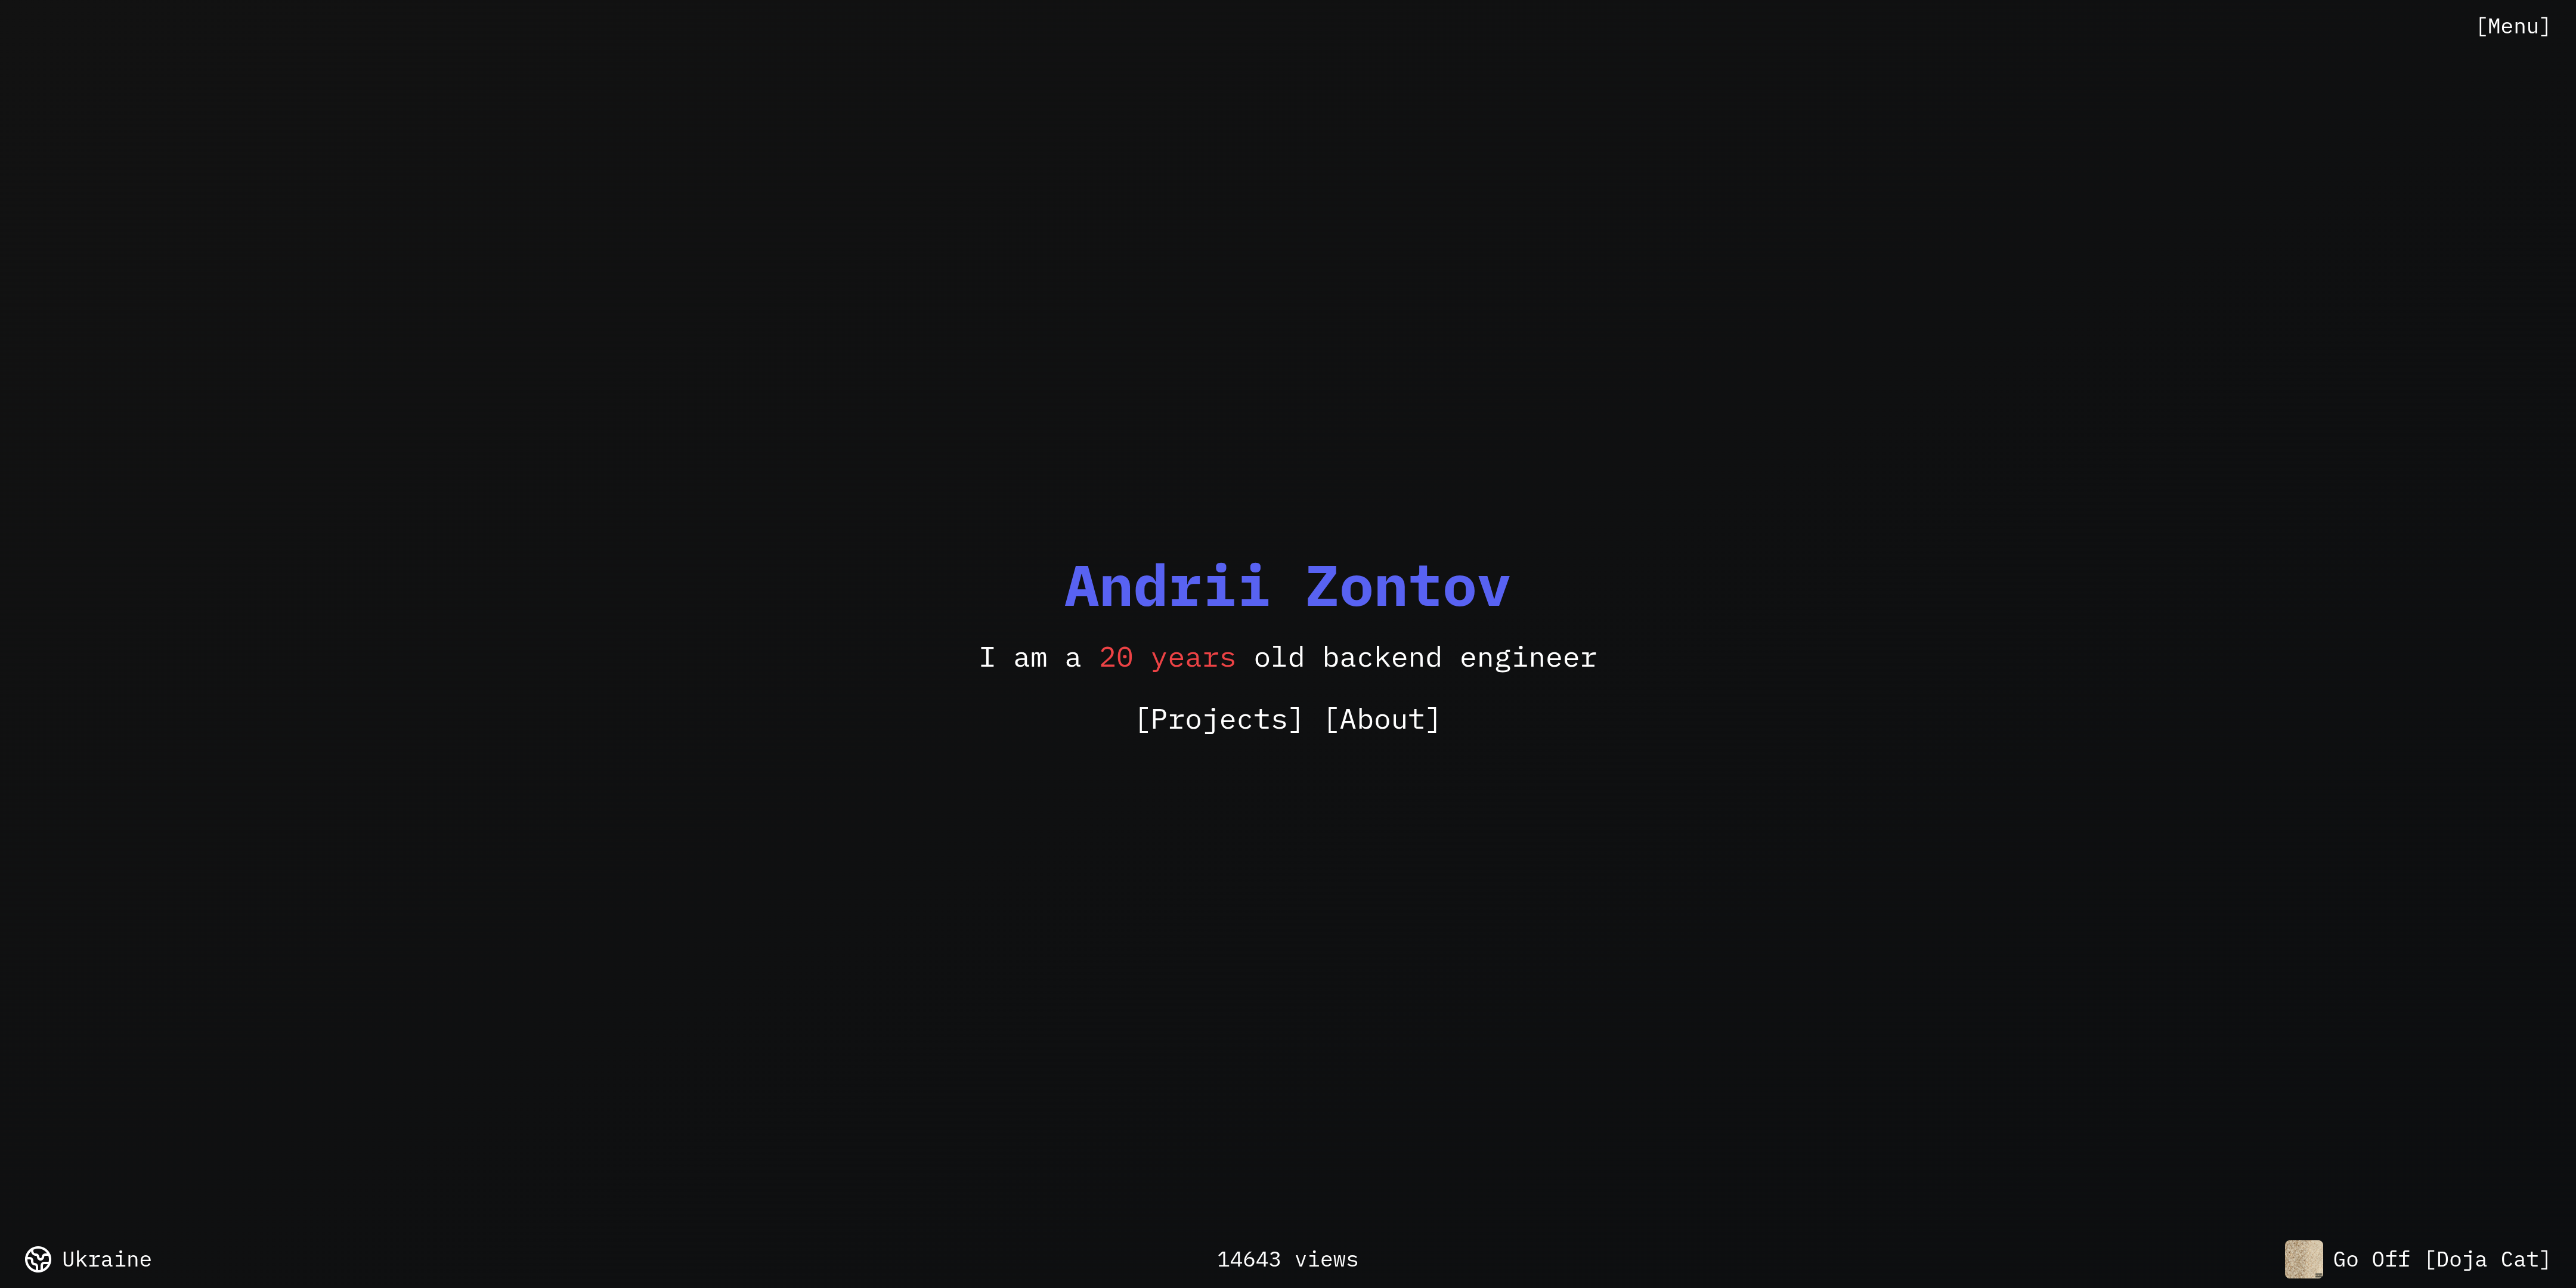 [Menu]
Andrii Zontov
I am a 20 years old backend engineer
[Projects] [About]
Ukraine
14643 views
Go Off [Doja Cat]